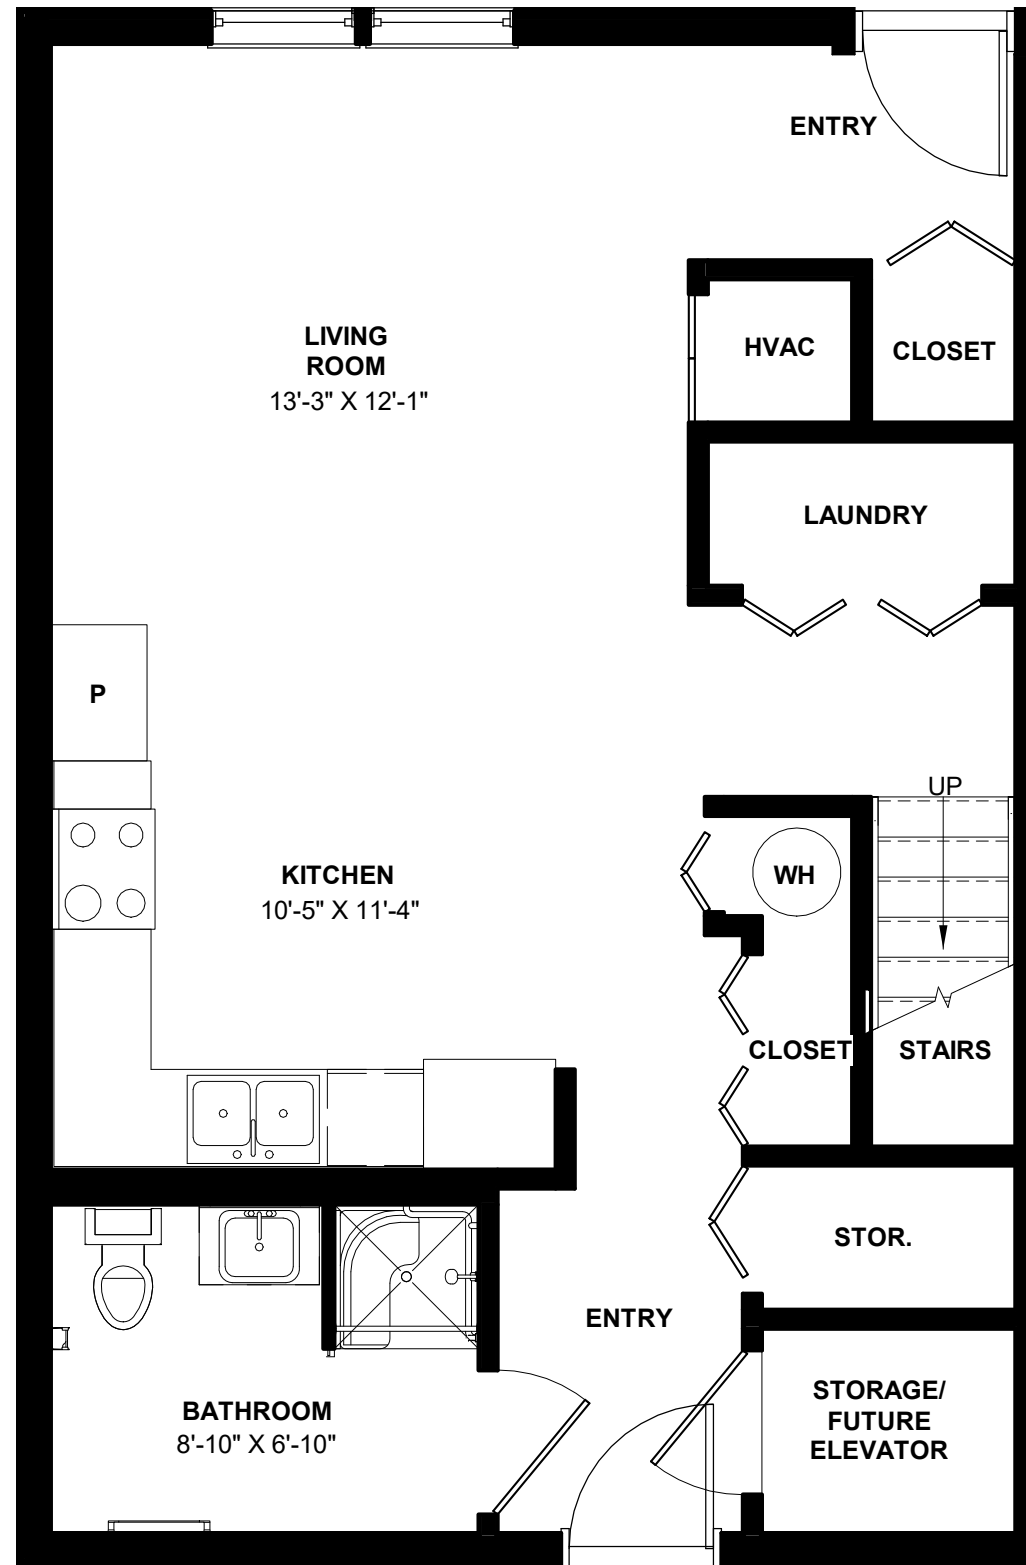 ENTRY
LIVING
ROOM
13'-3" X 12'-1"
HVAC
CLOSET
LAUNDRY
P
UP
KITCHEN
10'-5" X 11'-4"
WH
CLOSET
STAIRS
STOR.
ENTRY
BATHROOM
8'-10" X 6'-10"
STORAGE/
FUTURE
ELEVATOR